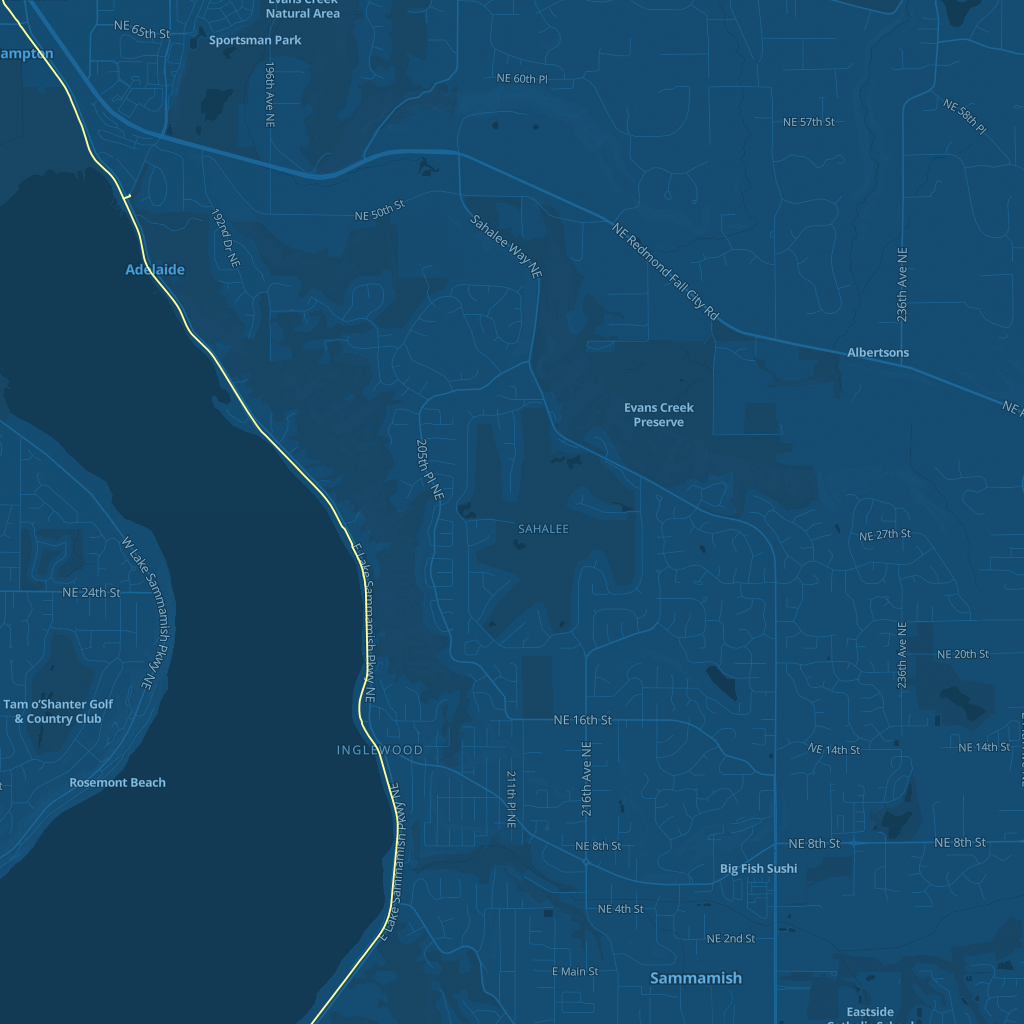 Evans Creek
Natural Area
NE 65th St
Sportsman Park
ampton
196th Ave NE
NE 60th Pl
NE 57th St
NE 58th Pl
NE 50th St
192nd Dr NE
Sahalee Way NE
NE Redmond Fall City Rd
236th Ave NE
Adelaide
Albertsons
Evans Creek
Preserve
205th Pl NE
SAHALEE
NE 27th St
W Lake Sammamish Pkwy NE
E Lake Sammamish Pkwy NE
NE 24th St
236th Ave NE
NE 20th St
Tam o'Shanter Golf
& Country Club
NE 16th St
INGLEWOOD
NE 14th St
NE 14th St
216th Ave NE
Rosemont Beach
211th Pl NE
E Lake Sammamish Pkwy NE
NE 8th St
NE 8th St
NE 8th St
Big Fish Sushi
NE 4th St
NE 2nd St
E Main St
Sammamish
Eastside
Catholic School